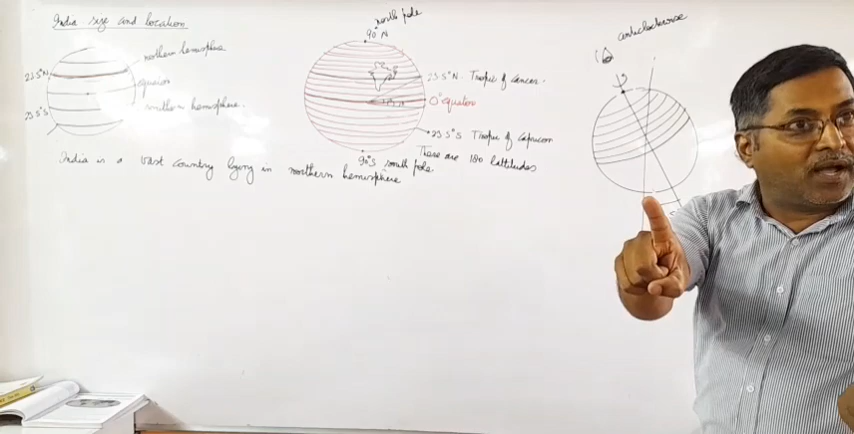 India size and location
northern hemisphere
23.5°N
equator
23.5°S
southern hemisphere.
north pole
90°N
23.5°N - Tropic of Cancer.
0° equator
23.5°S Tropic of Capricorn
90°S south pole
There are 180 lattitudes
India is a vast country lying in northern hemisphere
anticlockwise